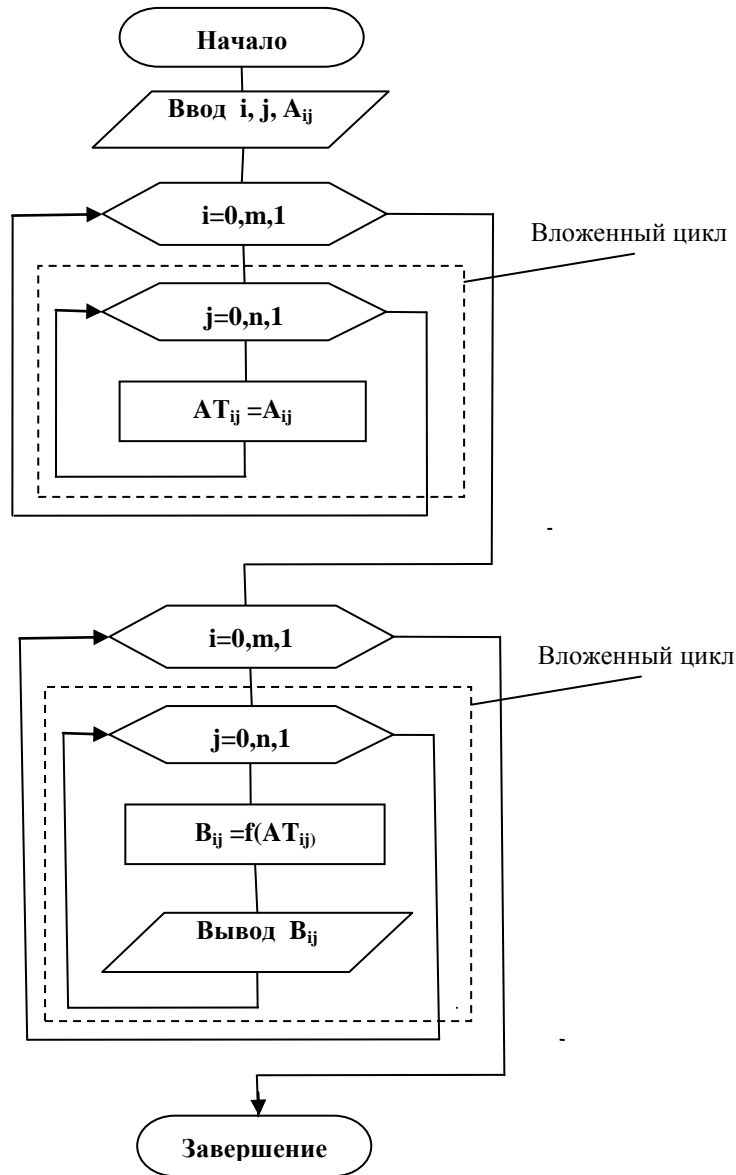 Начало
Ввод i, j, Aij
i=0,m,1
Вложенный цикл
j=0,n,1
ATij =Aij
i=0,m,1
Вложенный цикл
j=0,n,1
Bij =f(ATij)
Вывод Bij
Завершение